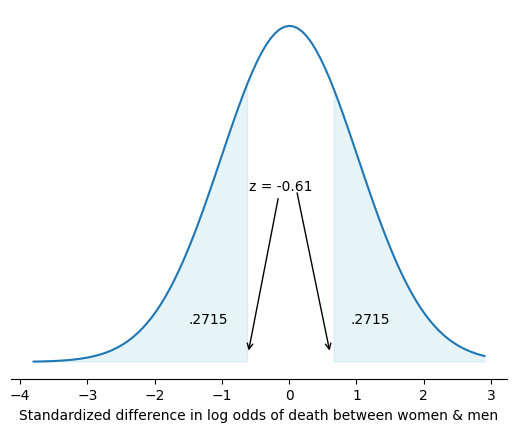 z = -0.61
.2715
.2715
−4 −3 −2 −1 0 1 2 3
Standardized difference in log odds of death between women & men